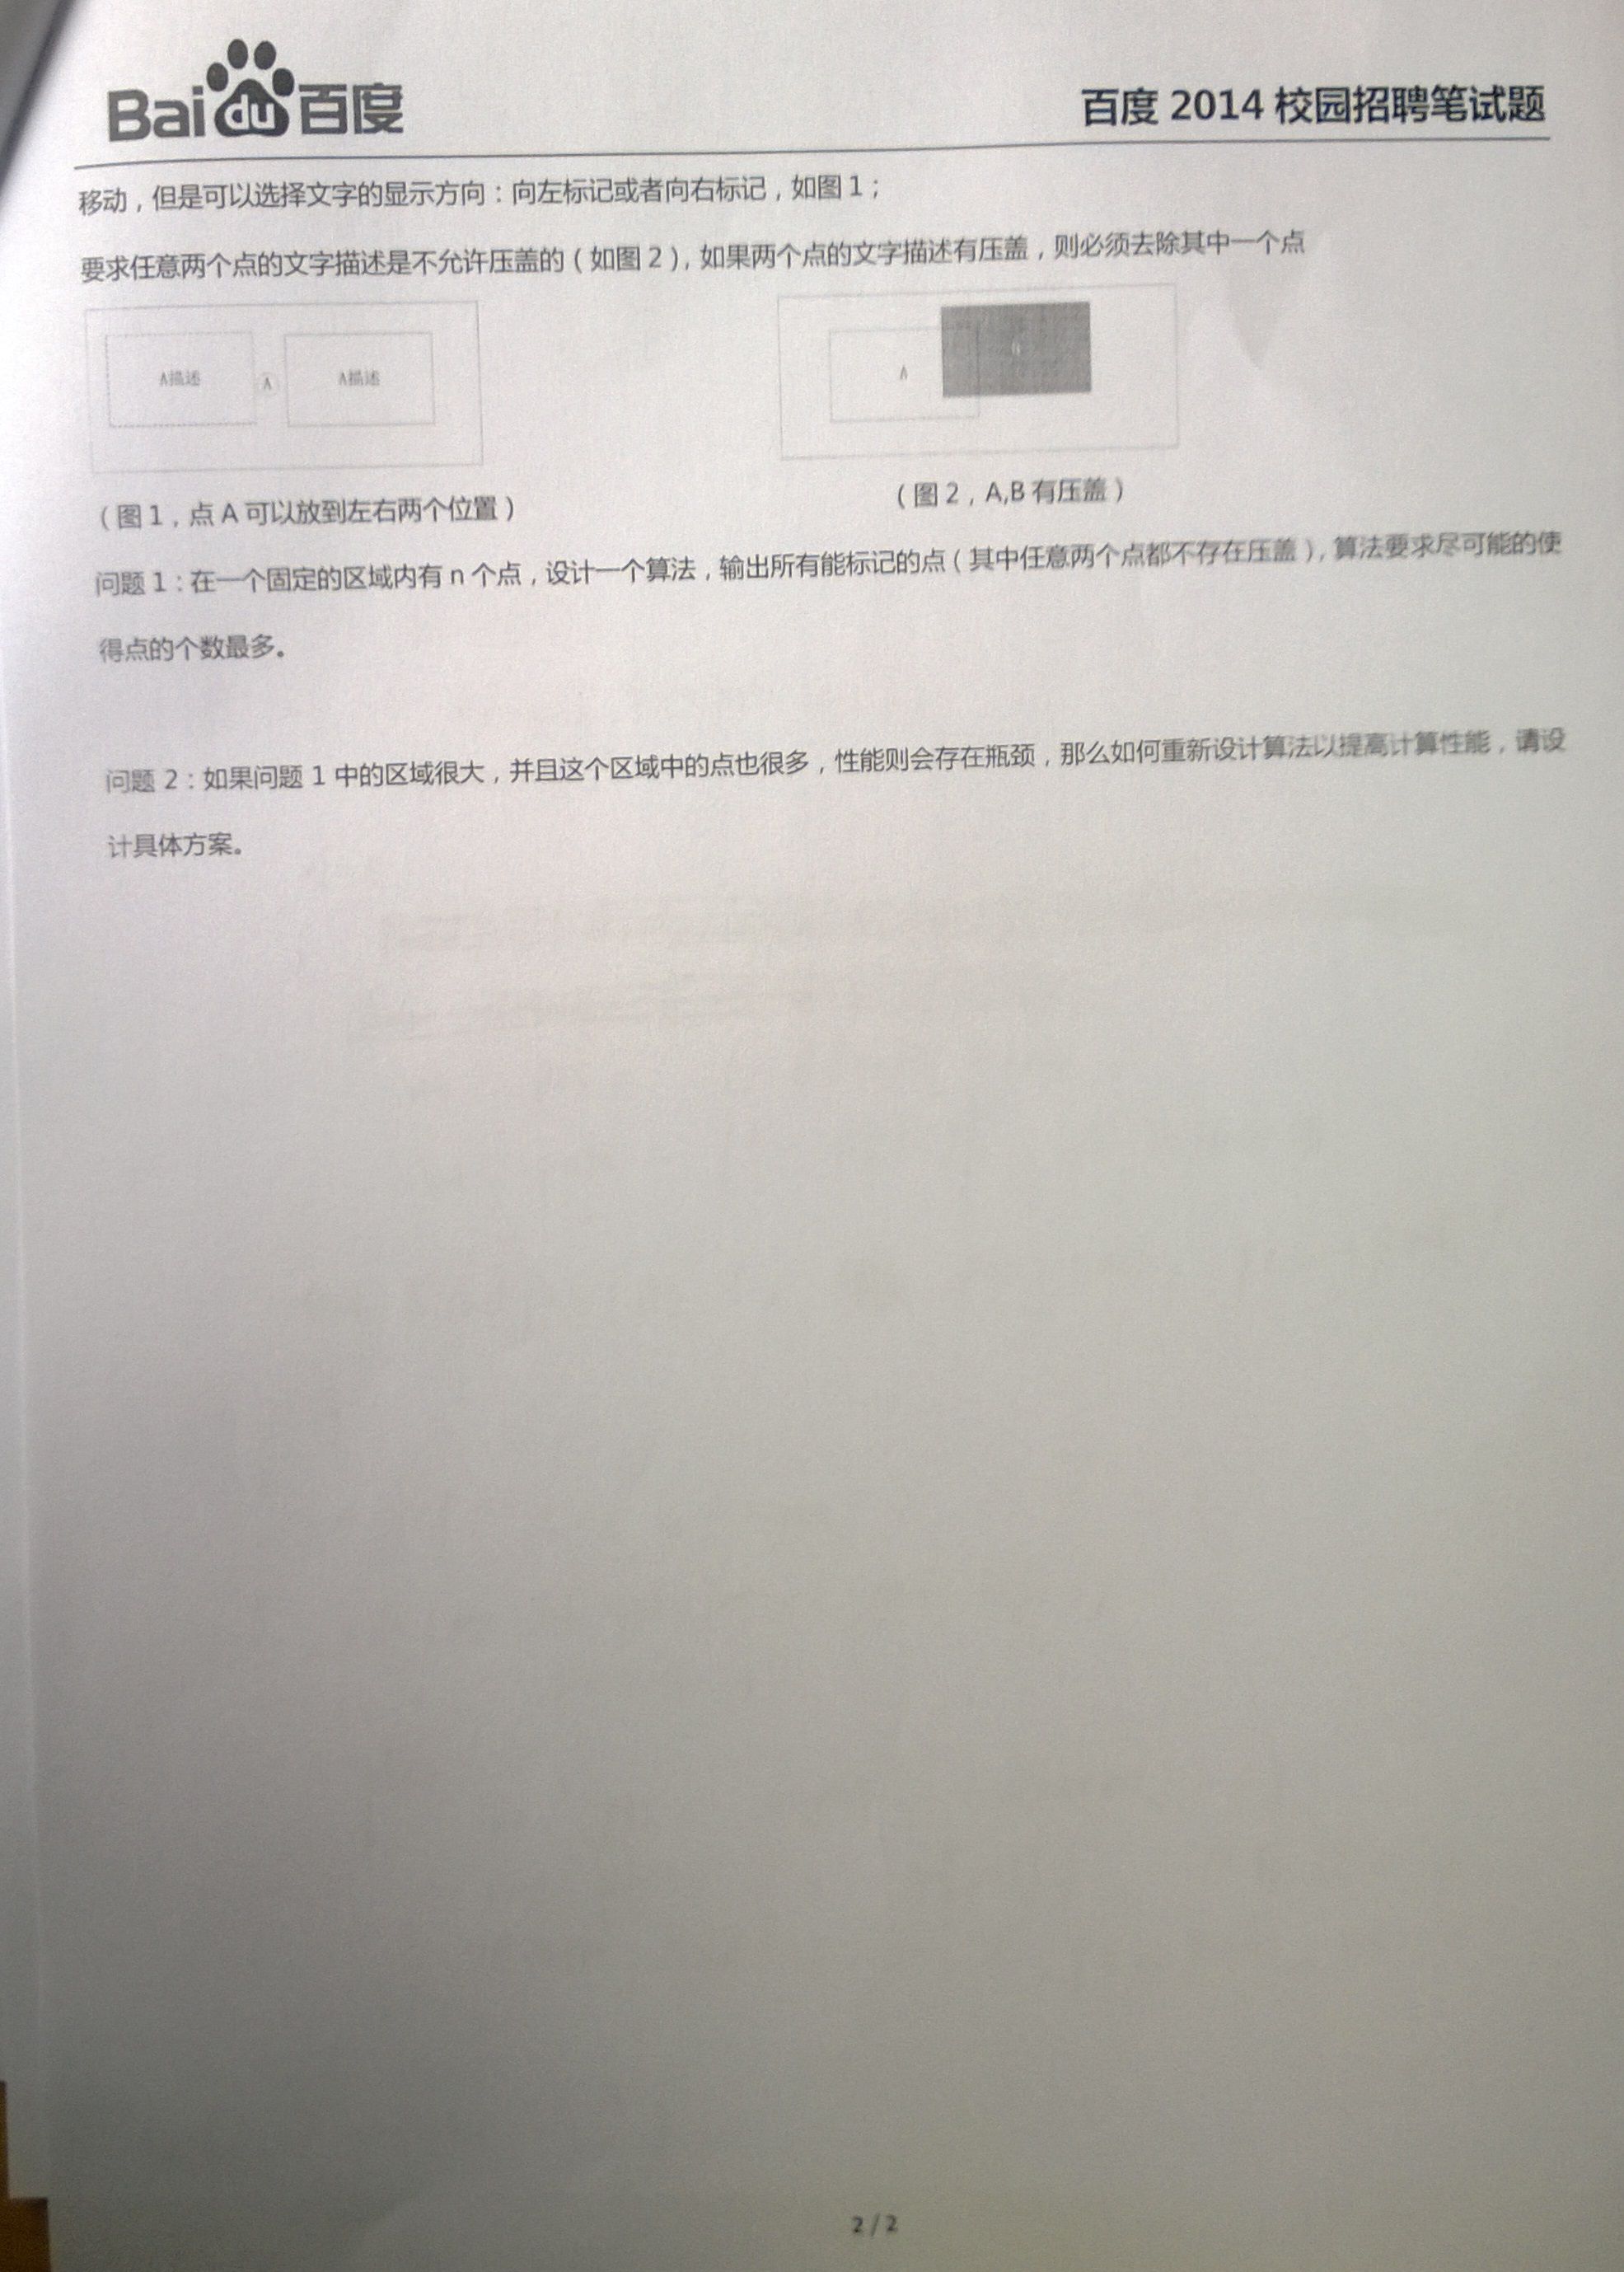 Bai du 百度
百度 2014 校园招聘笔试题
移动，但是可以选择文字的显示方向：向左标记或者向右标记，如图 1；
要求任意两个点的文字描述是不允许压盖的（如图 2），如果两个点的文字描述有压盖，则必须去除其中一个点
A描述 A A描述
A
（图 1，点 A 可以放到左右两个位置）
（图 2，A,B 有压盖）
问题 1：在一个固定的区域内有 n 个点，设计一个算法，输出所有能标记的点（其中任意两个点都不存在压盖），算法要求尽可能的使
得点的个数最多。
问题 2：如果问题 1 中的区域很大，并且这个区域中的点也很多，性能则会存在瓶颈，那么如何重新设计算法以提高计算性能，请设
计具体方案。
2 / 2